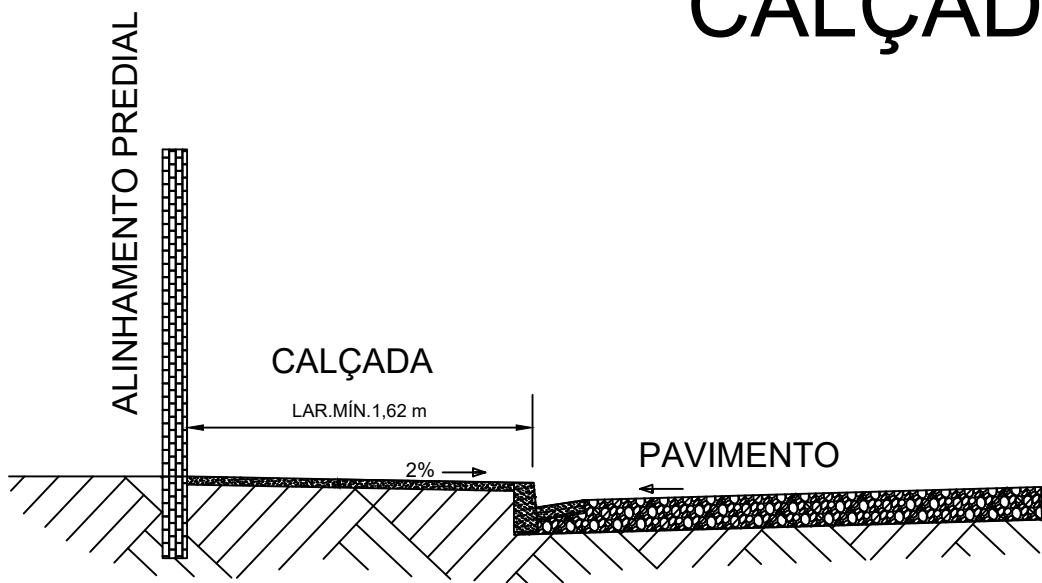 CALÇAD
ALINHAMENTO PREDIAL
CALÇADA
LAR.MÍN.1,62 m
2%
PAVIMENTO